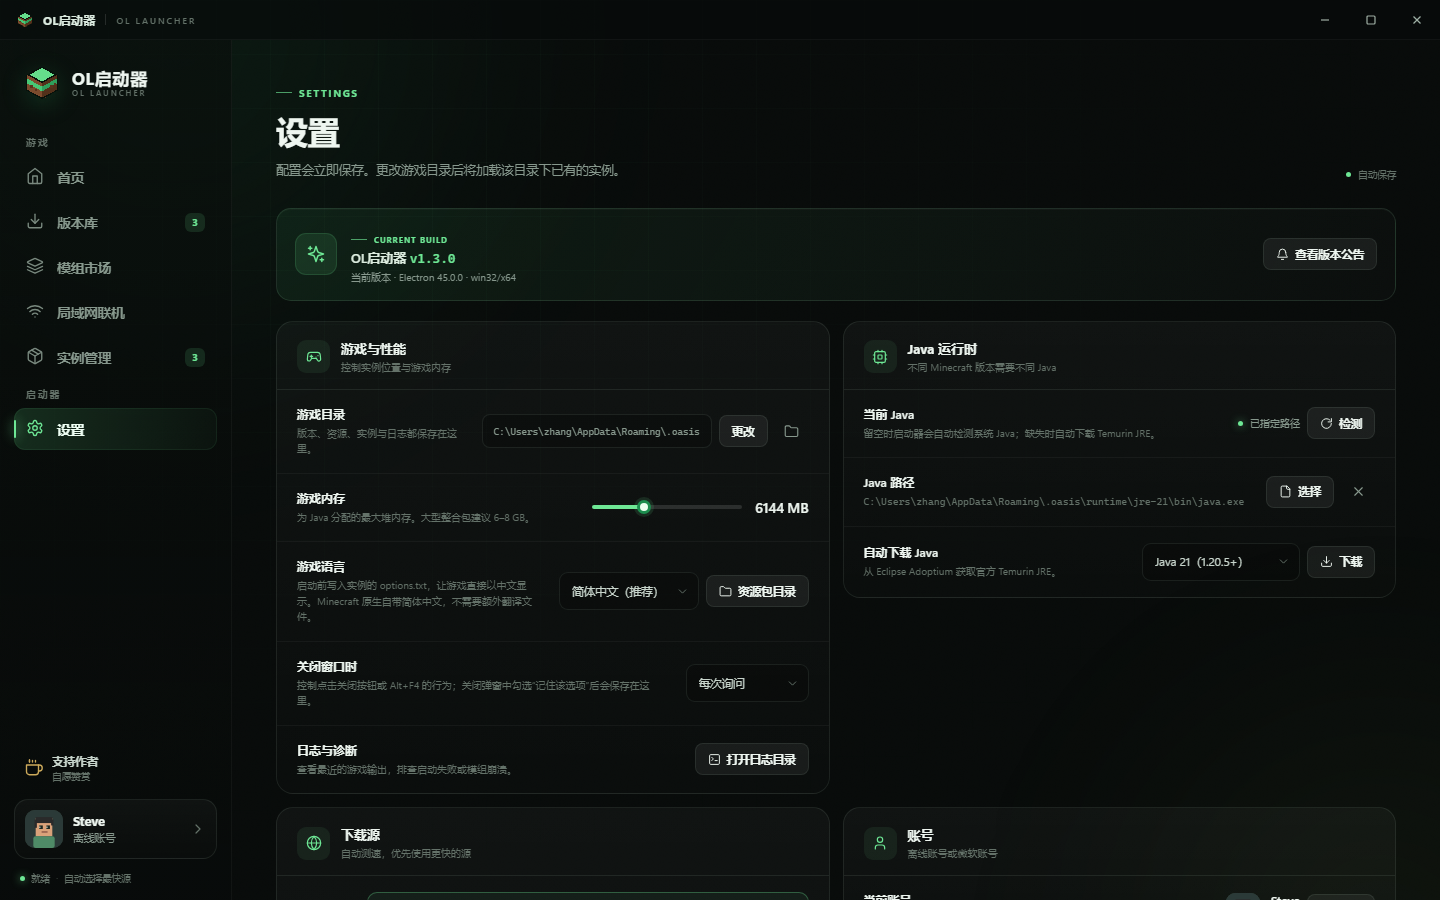 OL启动器 OL LAUNCHER
OL启动器
OL LAUNCHER
游戏
首页
版本库 3
模组市场
局域网联机
实例管理 3
启动器
设置
支持作者
自愿赞赏
Steve
离线账号
就绪 · 自动选择最快源
SETTINGS
设置
配置会立即保存。更改游戏目录后将加载该目录下已有的实例。
自动保存
CURRENT BUILD
OL启动器 v1.3.0
当前版本 · Electron 45.0.0 · win32/x64
查看版本公告
游戏与性能
控制实例位置与游戏内存
游戏目录
版本、资源、实例与日志都保存在这
里。
C:\Users\zhang\AppData\Roaming\.oasis
更改
游戏内存
为 Java 分配的最大堆内存。大型整合包建议 6–8 GB。
6144 MB
游戏语言
启动前写入实例的 options.txt，让游戏直接以中文显
示。Minecraft 原生自带简体中文，不需要额外翻译文
件。
简体中文（推荐）
资源包目录
关闭窗口时
控制点击关闭按钮或 Alt+F4 的行为；关闭弹窗中勾选“记住该选项”后会保存在这
里。
每次询问
日志与诊断
查看最近的游戏输出，排查启动失败或模组崩溃。
打开日志目录
Java 运行时
不同 Minecraft 版本需要不同 Java
当前 Java
留空时启动器会自动检测系统 Java；缺失时自动下载 Temurin JRE。
已指定路径
检测
Java 路径
C:\Users\zhang\AppData\Roaming\.oasis\runtime\jre-21\bin\java.exe
选择
自动下载 Java
从 Eclipse Adoptium 获取官方 Temurin JRE。
Java 21（1.20.5+）
下载
下载源
自动测速，优先使用更快的源
账号
离线账号或微软账号
当前账号
Steve